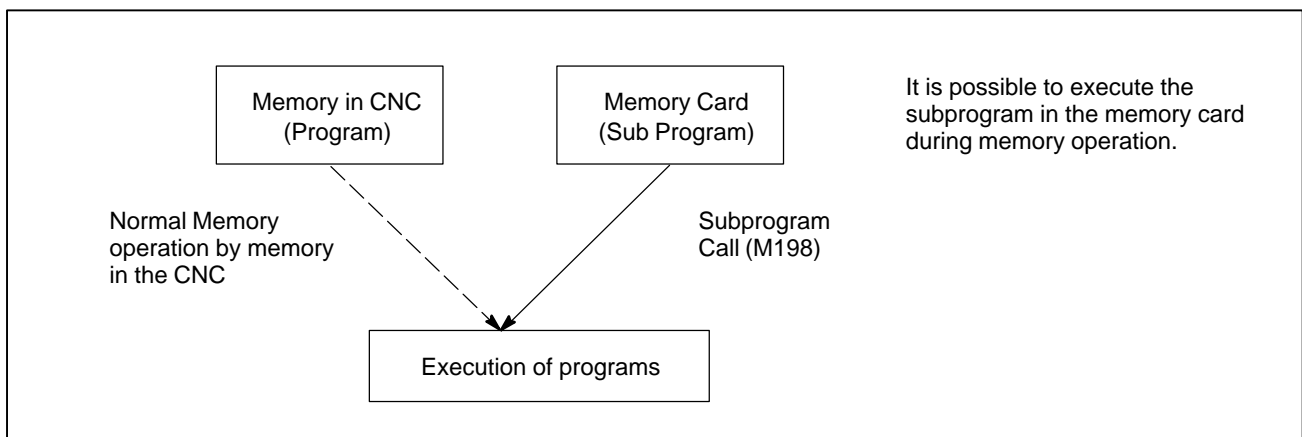 Memory in CNC
(Program)
Memory Card
(Sub Program)
It is possible to execute the
subprogram in the memory card
during memory operation.
Normal Memory
operation by memory
in the CNC
Subprogram
Call (M198)
Execution of programs